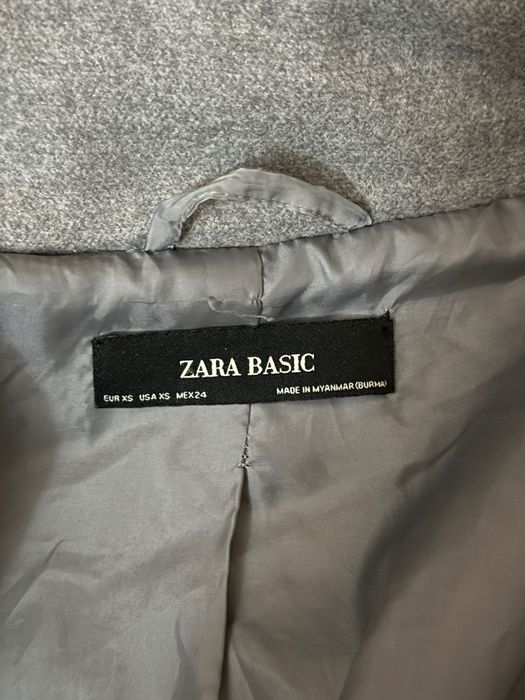 ZARA BASIC
EUR XS USA XS MEX 24 MADE IN MYANMAR (BURMA)